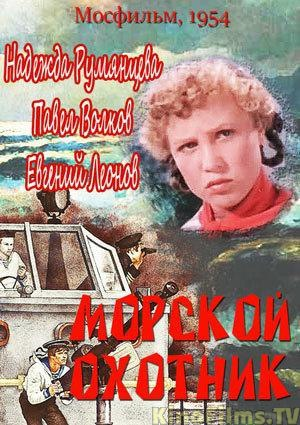 Мосфильм, 1954
Надежда Румянцева
Павел Волков
Евгений Леонов
МОРСКОЙ
ОХОТНИК
KinoFilms.TV